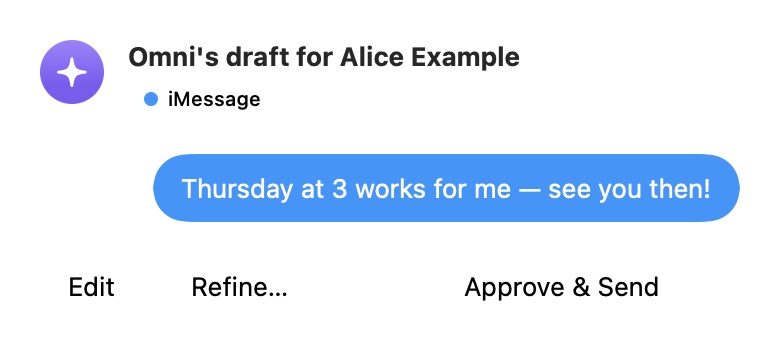 Omni's draft for Alice Example
iMessage
Thursday at 3 works for me — see you then!
Edit Refine... Approve & Send